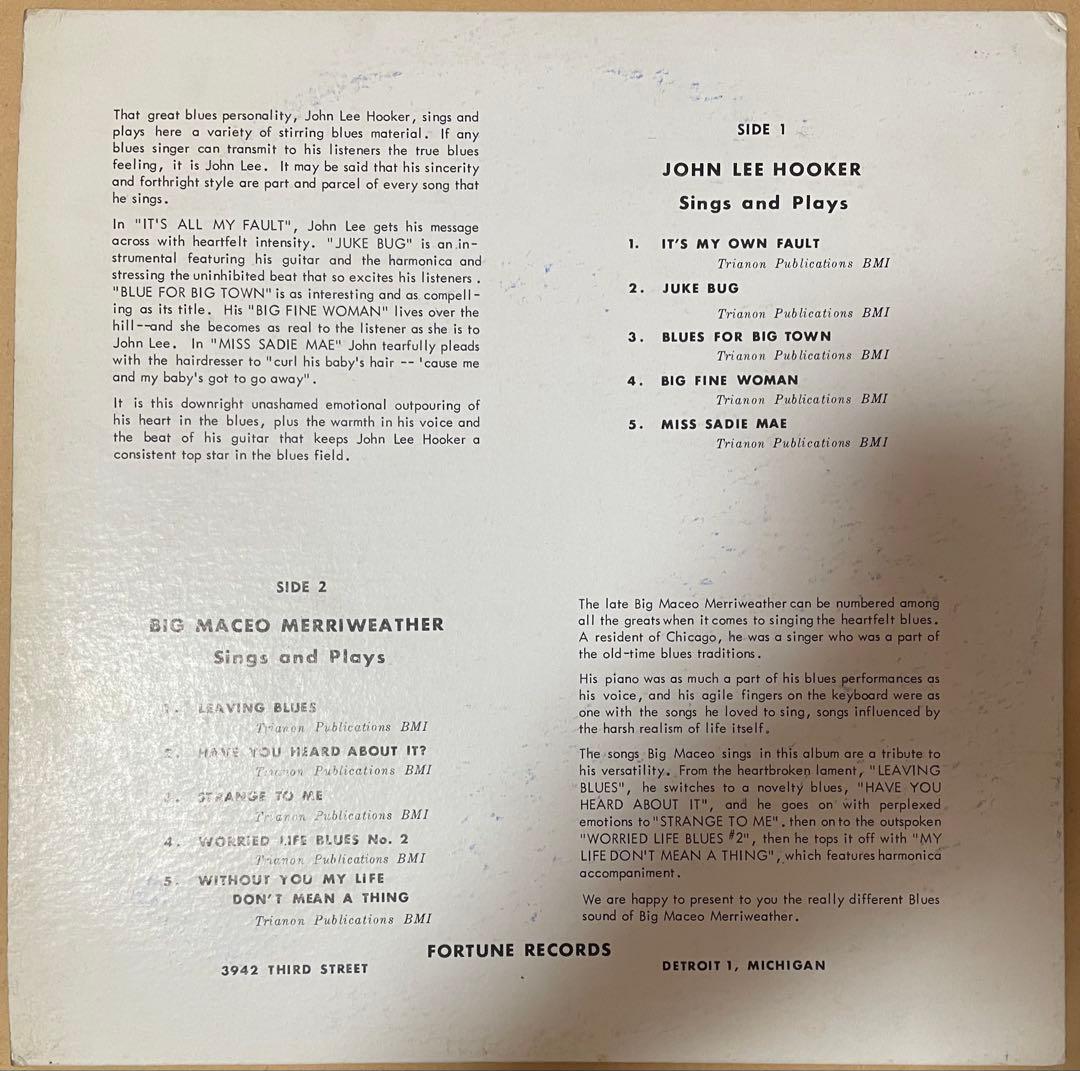 That great blues personality, John Lee Hooker, sings and
plays here a variety of stirring blues material. If any
blues singer can transmit to his listeners the true blues
feeling, it is John Lee. It may be said that his sincerity
and forthright style are part and parcel of every song that
he sings.
In "IT'S ALL MY FAULT", John Lee gets his message
across with heartfelt intensity. "JUKE BUG" is an in-
strumental featuring his guitar and the harmonica and
stressing the uninhibited beat that so excites his listeners.
"BLUE FOR BIG TOWN" is as interesting and as compell-
ing as its title. His "BIG FINE WOMAN" lives over the
hill--and she becomes as real to the listener as she is to
John Lee. In "MISS SADIE MAE" John tearfully pleads
with the hairdresser to "curl his baby's hair -- 'cause me
and my baby's got to go away".
It is this downright unashamed emotional outpouring of
his heart in the blues, plus the warmth in his voice and
the beat of his guitar that keeps John Lee Hooker a
consistent top star in the blues field.
SIDE 1
JOHN LEE HOOKER
Sings and Plays
1. IT'S MY OWN FAULT
Trianon Publications BMI
2. JUKE BUG
Trianon Publications BMI
3. BLUES FOR BIG TOWN
Trianon Publications BMI
4. BIG FINE WOMAN
Trianon Publications BMI
5. MISS SADIE MAE
Trianon Publications BMI
SIDE 2
BIG MACEO MERRIWEATHER
Sings and Plays
1. LEAVING BLUES
Trianon Publications BMI
2. HAVE YOU HEARD ABOUT IT?
Trianon Publications BMI
3. STRANGE TO ME
Trianon Publications BMI
4. WORRIED LIFE BLUES No. 2
Trianon Publications BMI
5. WITHOUT YOU MY LIFE
DON'T MEAN A THING
Trianon Publications BMI
The late Big Maceo Merriweather can be numbered among
all the greats when it comes to singing the heartfelt blues.
A resident of Chicago, he was a singer who was a part of
the old-time blues traditions.
His piano was as much a part of his blues performances as
his voice, and his agile fingers on the keyboard were as
one with the songs he loved to sing, songs influenced by
the harsh realism of life itself.
The songs Big Maceo sings in this album are a tribute to
his versatility. From the heartbroken lament, "LEAVING
BLUES", he switches to a novelty blues, "HAVE YOU
HEARD ABOUT IT", and he goes on with perplexed
emotions to "STRANGE TO ME". then on to the outspoken
"WORRIED LIFE BLUES #2", then he tops it off with "MY
LIFE DON'T MEAN A THING", which features harmonica
accompaniment.
We are happy to present to you the really different Blues
sound of Big Maceo Merriweather.
FORTUNE RECORDS
3942 THIRD STREET
DETROIT 1, MICHIGAN